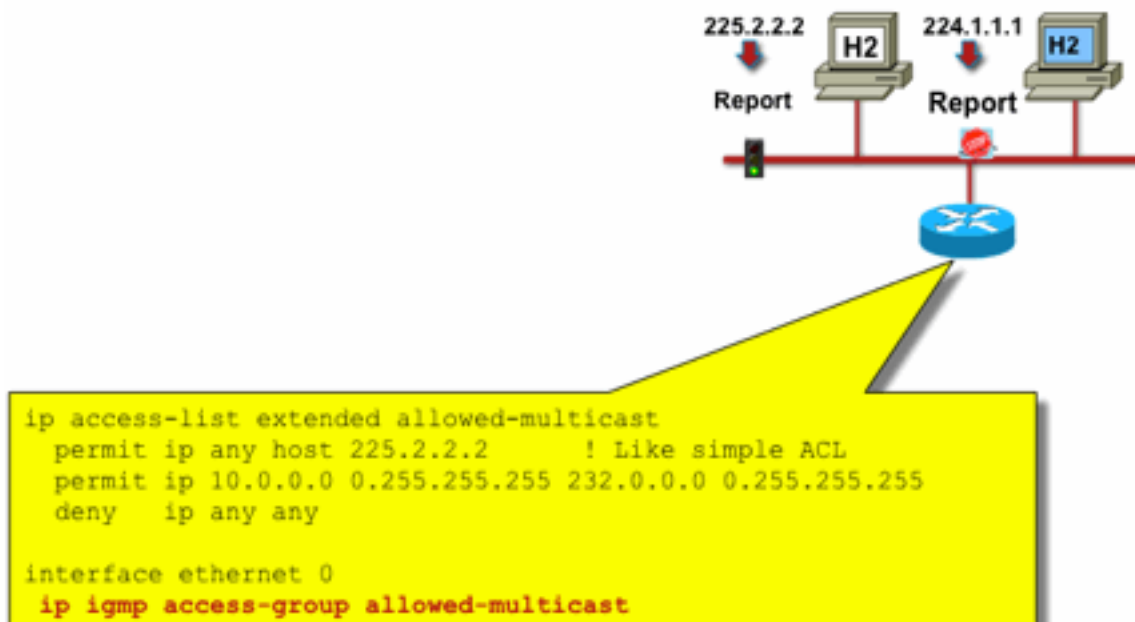 225.2.2.2
H2
224.1.1.1
H2
Report
Report
STOP
ip access-list extended allowed-multicast
permit ip any host 225.2.2.2 ! Like simple ACL
permit ip 10.0.0.0 0.255.255.255 232.0.0.0 0.255.255.255
deny ip any any
interface ethernet 0
ip igmp access-group allowed-multicast